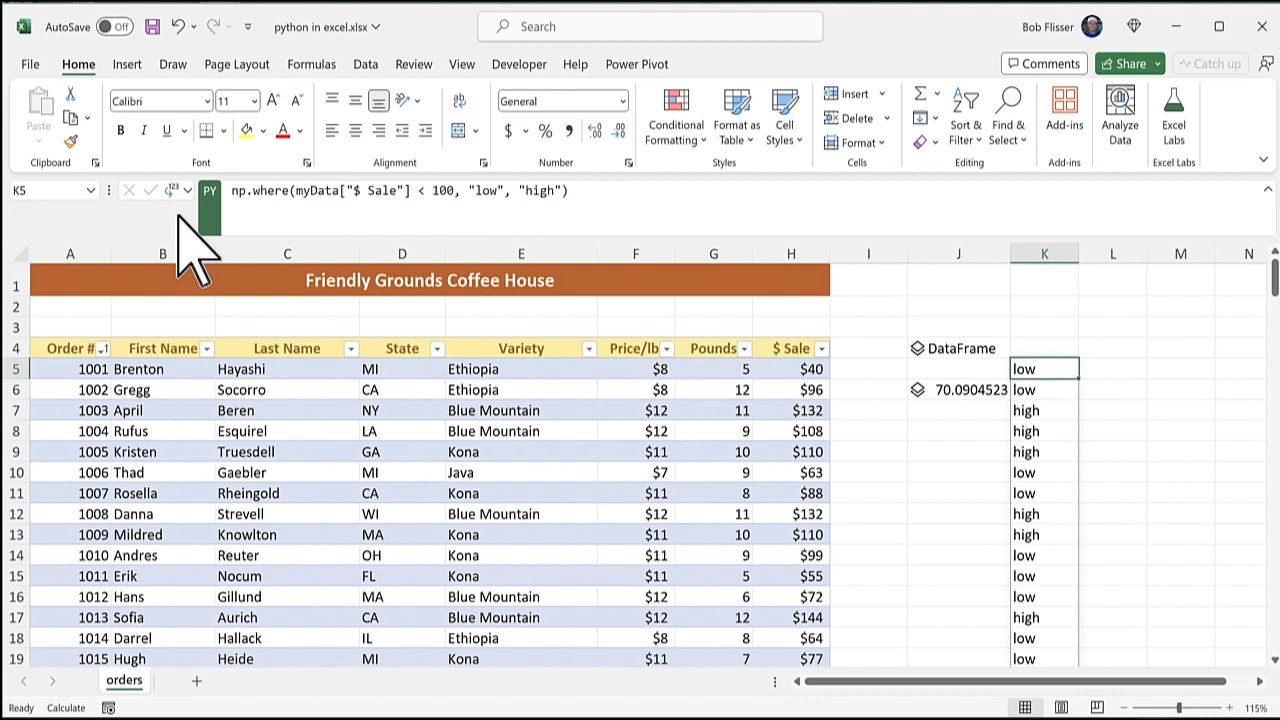 AutoSave Off python in excel.xlsx Search Bob Flisser
File Home Insert Draw Page Layout Formulas Data Review View Developer Help Power Pivot Comments Share Catch up
Paste
Clipboard
Calibri 11
B I U A
Font
Alignment
General
$ % ,
Number
Conditional Formatting
Format as Table
Cell Styles
Styles
Insert
Delete
Format
Cells
Sort & Filter
Find & Select
Editing
Add-ins
Add-ins
Analyze Data
Excel Labs
Excel Labs
K5 PY np.where(myData["$ Sale"] < 100, "low", "high")
A B C D E F G H I J K L M N
1 Friendly Grounds Coffee House
2
3
4 Order # First Name Last Name State Variety Price/lb Pounds $ Sale DataFrame
5 1001 Brenton Hayashi MI Ethiopia $8 5 $40 low
6 1002 Gregg Socorro CA Ethiopia $8 12 $96 70.0904523 low
7 1003 April Beren NY Blue Mountain $12 11 $132 high
8 1004 Rufus Esquirel LA Blue Mountain $12 9 $108 high
9 1005 Kristen Truesdell GA Kona $11 10 $110 high
10 1006 Thad Gaebler MI Java $7 9 $63 low
11 1007 Rosella Rheingold CA Kona $11 8 $88 low
12 1008 Danna Strevell WI Blue Mountain $12 11 $132 high
13 1009 Mildred Knowlton MA Kona $11 10 $110 high
14 1010 Andres Reuter OH Kona $11 9 $99 low
15 1011 Erik Nocum FL Kona $11 5 $55 low
16 1012 Hans Gillund MA Blue Mountain $12 6 $72 low
17 1013 Sofia Aurich CA Blue Mountain $12 12 $144 high
18 1014 Darrel Hallack IL Ethiopia $8 8 $64 low
19 1015 Hugh Heide MI Kona $11 7 $77 low
orders
Ready Calculate 115%